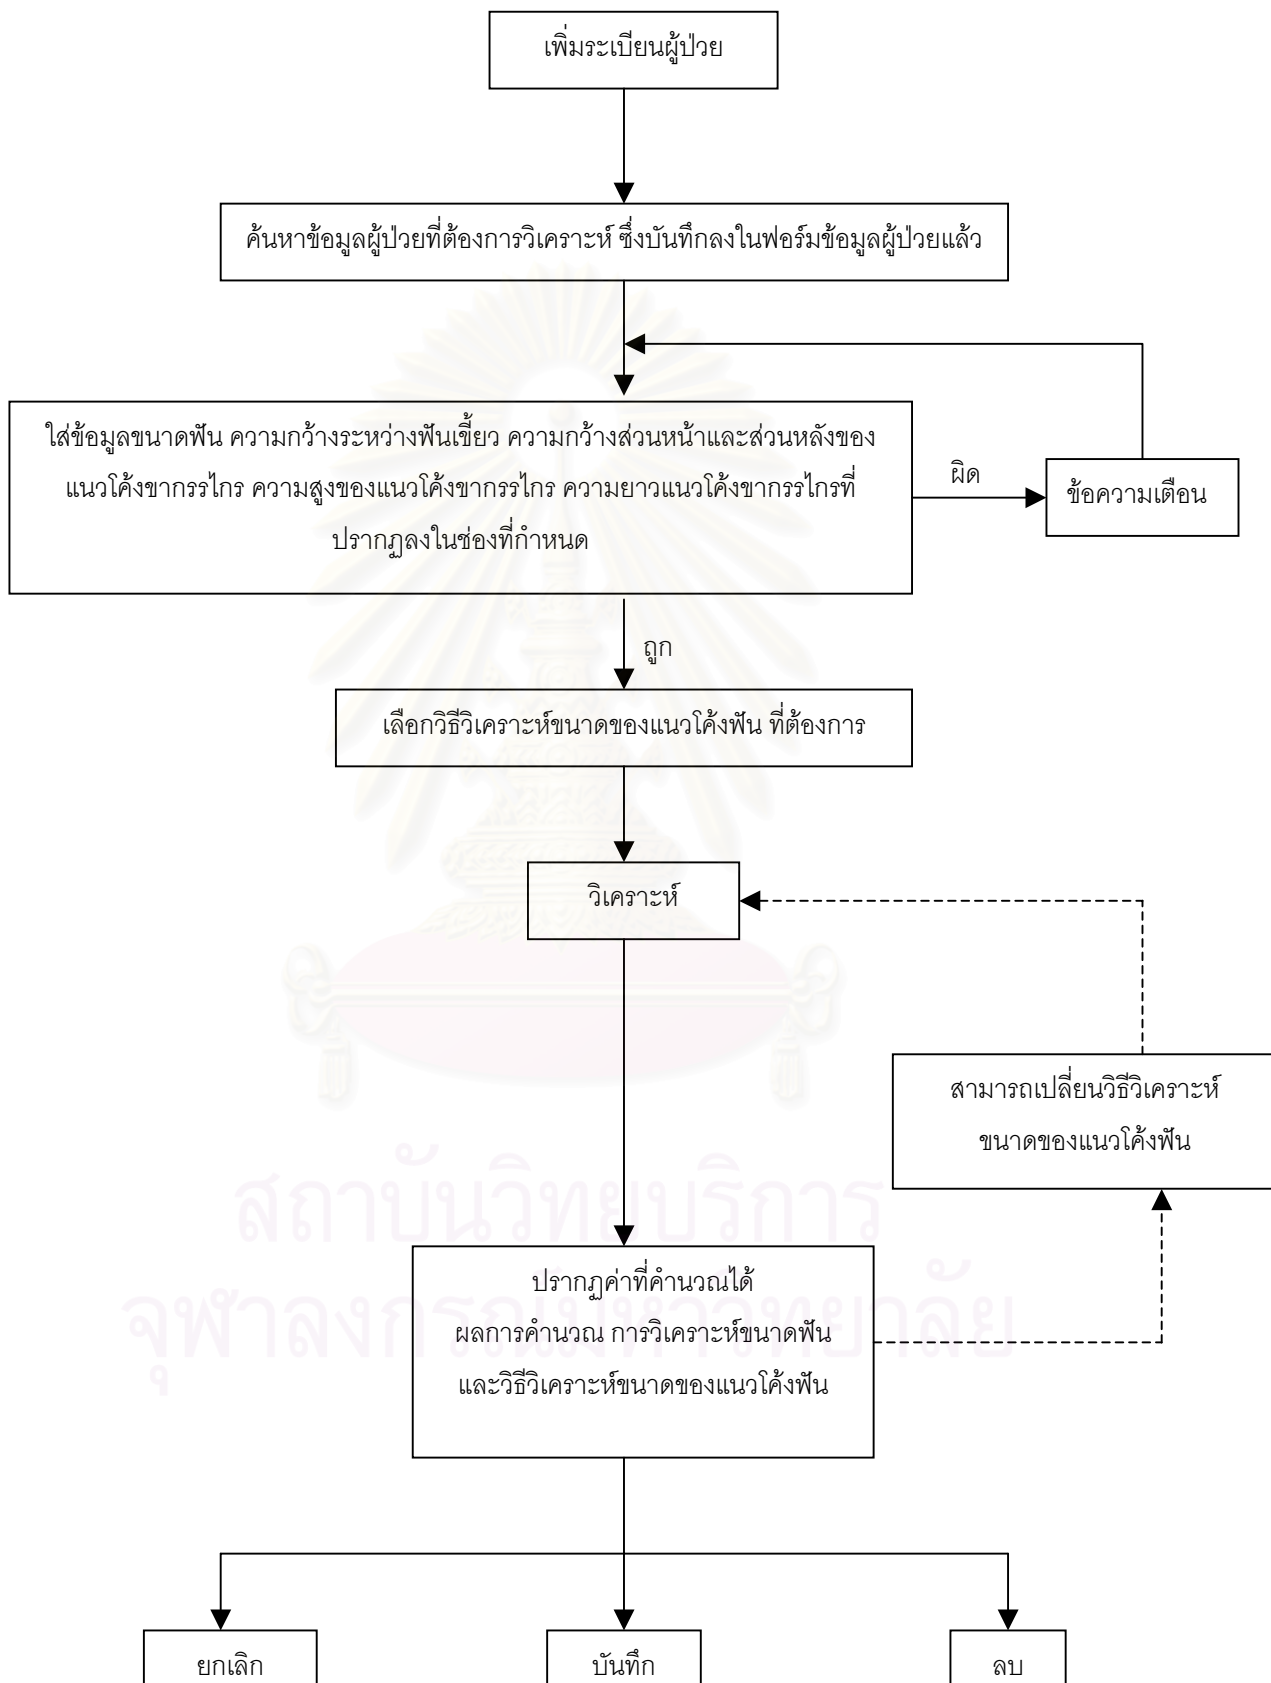 เพิ่มระเบียนผู้ป่วย
ค้นหาข้อมูลผู้ป่วยที่ต้องการวิเคราะห์ ซึ่งบันทึกลงในฟอร์มข้อมูลผู้ป่วยแล้ว
ใส่ข้อมูลขนาดฟัน ความกว้างระหว่างฟันเขี้ยว ความกว้างส่วนหน้าและส่วนหลังของ
แนวโค้งขากรรไกร ความสูงของแนวโค้งขากรรไกร ความยาวแนวโค้งขากรรไกรที่
ปรากฏลงในช่องที่กำหนด
ผิด
ข้อความเตือน
ถูก
เลือกวิธีวิเคราะห์ขนาดของแนวโค้งฟัน ที่ต้องการ
วิเคราะห์
สามารถเปลี่ยนวิธีวิเคราะห์
ขนาดของแนวโค้งฟัน
สถาบันวิทยบริการ
จุฬาลงกรณ์มหาวิทยาลัย
ปรากฏค่าที่คำนวณได้
ผลการคำนวณ การวิเคราะห์ขนาดฟัน
และวิธีวิเคราะห์ขนาดของแนวโค้งฟัน
ยกเลิก
บันทึก
ลบ